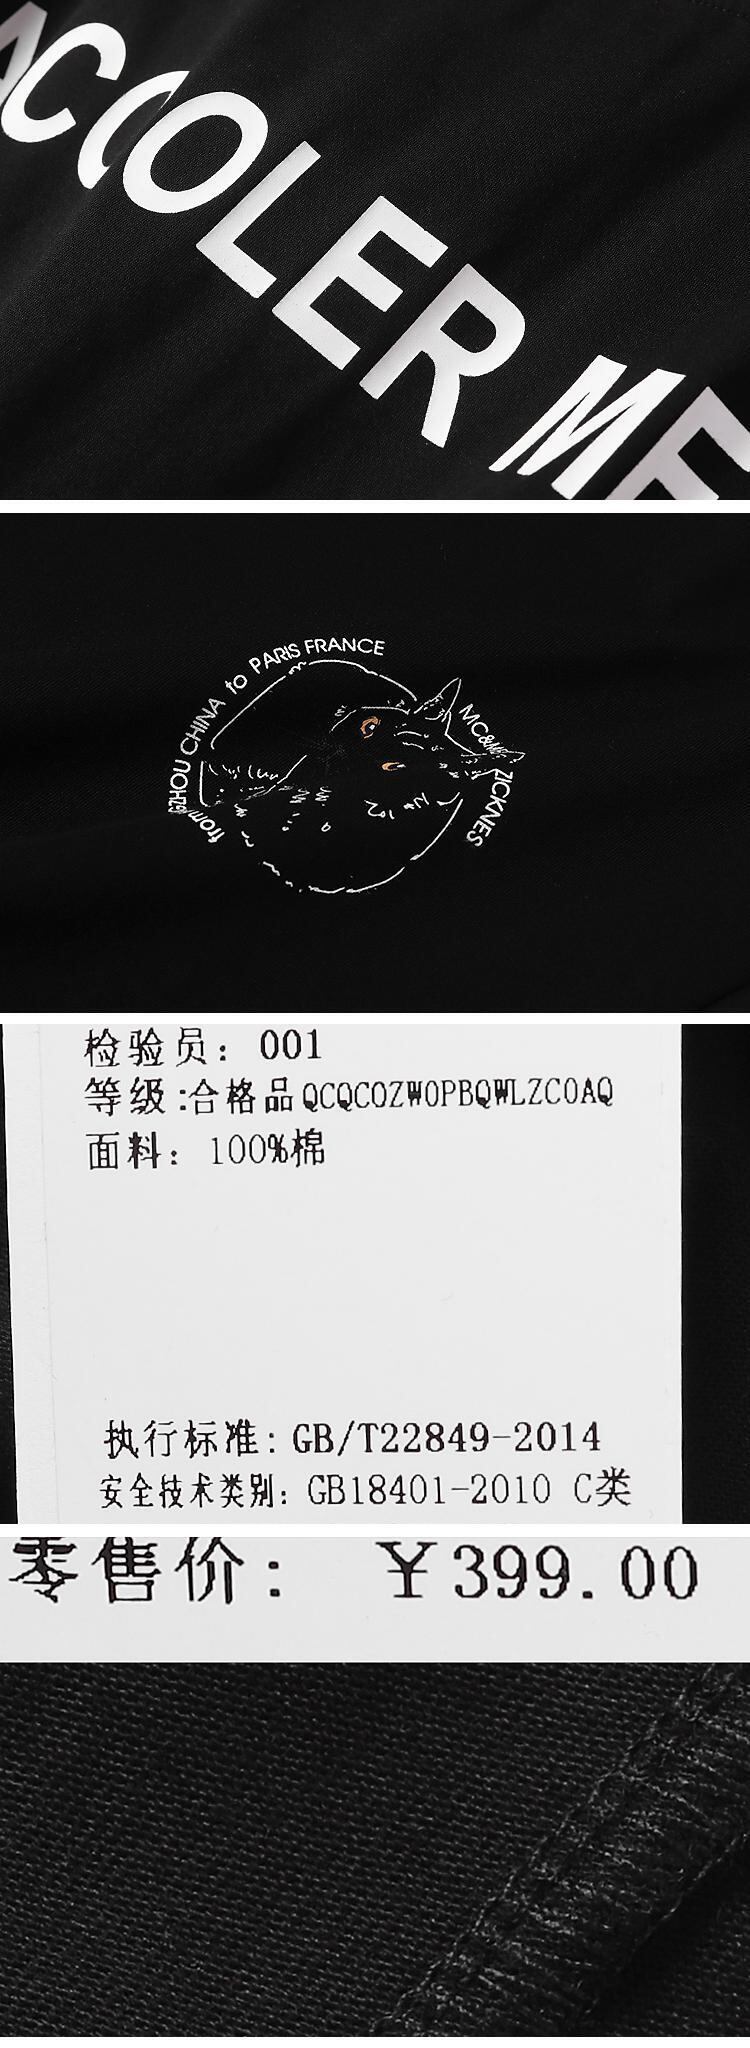 ACCOLER ME
from GZHOU CHINA to PARIS FRANCE
ZICKNES
检验员：001
等级:合格品QCQCOZWOPBQWLZCOAQ
面料：100%棉
执行标准：GB/T22849-2014
安全技术类别：GB18401-2010 C类
零售价：￥399.00